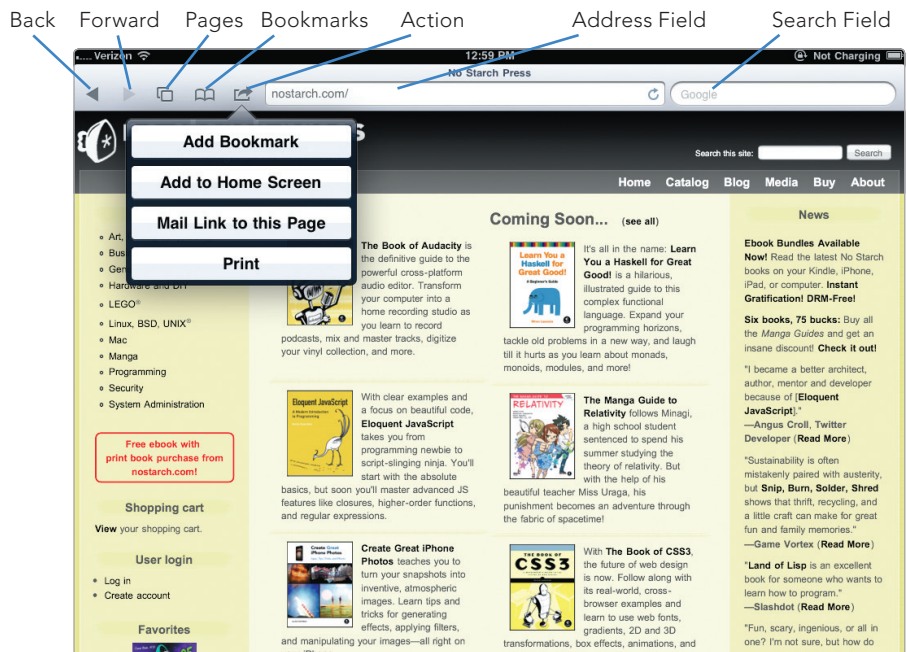 Back Forward Pages Bookmarks Action Address Field Search Field
Verizon 12:59 PM Not Charging
No Starch Press
nostarch.com/ Google
Add Bookmark
Add to Home Screen
Mail Link to this Page
Print
Search this site: Search
Home Catalog Blog Media Buy About
Art,
Hardware and DIY
LEGO®
Linux, BSD, UNIX®
Mac
Manga
Programming
Security
System Administration
Free ebook with
print book purchase from
nostarch.com!
Shopping cart
View your shopping cart.
User login
Log in
Create account
Favorites
The Book of Audacity is
the definitive guide to the
powerful cross-platform
audio editor. Transform
your computer into a
home recording studio as
you learn to record
podcasts, mix and master tracks, digitize
your vinyl collection, and more.
Eloquent JavaScript
A Modern Introduction
to Programming
With clear examples and
a focus on beautiful code,
Eloquent JavaScript
takes you from
programming newbie to
script-slinging ninja. You'll
start with the absolute
basics, but soon you'll master advanced JS
features like closures, higher-order functions,
and regular expressions.
Create Great iPhone
Photos
Create Great iPhone
Photos teaches you to
turn your snapshots into
inventive, atmospheric
images. Learn tips and
tricks for generating
effects, applying filters,
and manipulating your images—all right on
Coming Soon... (see all)
Learn You a
Haskell for
Great Good!
A Beginner's Guide
It's all in the name: Learn
You a Haskell for Great
Good! is a hilarious,
illustrated guide to this
complex functional
language. Expand your
programming horizons,
tackle old problems in a new way, and laugh
till it hurts as you learn about monads,
monoids, modules, and more!
THE MANGA GUIDE TO
RELATIVITY
The Manga Guide to
Relativity follows Minagi,
a high school student
sentenced to spend his
summer studying the
theory of relativity. But
with the help of his
beautiful teacher Miss Uraga, his
punishment becomes an adventure through
the fabric of spacetime!
THE BOOK OF
CSS3
With The Book of CSS3,
the future of web design
is now. Follow along with
its real-world, cross-
browser examples and
learn to use web fonts,
gradients, 2D and 3D
transformations, box effects, animations, and
News
Ebook Bundles Available
Now! Read the latest No Starch
books on your Kindle, iPhone,
iPad, or computer. Instant
Gratification! DRM-Free!
Six books, 75 bucks: Buy all
the Manga Guides and get an
insane discount! Check it out!
"I became a better architect,
author, mentor and developer
because of [Eloquent
JavaScript]."
—Angus Croll, Twitter
Developer (Read More)
"Sustainability is often
mistakenly paired with austerity,
but Snip, Burn, Solder, Shred
shows that thrift, recycling, and
a little craft can make for great
fun and family memories."
—Game Vortex (Read More)
"Land of Lisp is an excellent
book for someone who wants to
learn how to program."
—Slashdot (Read More)
"Fun, scary, ingenious, or all in
one? I'm not sure, but how do